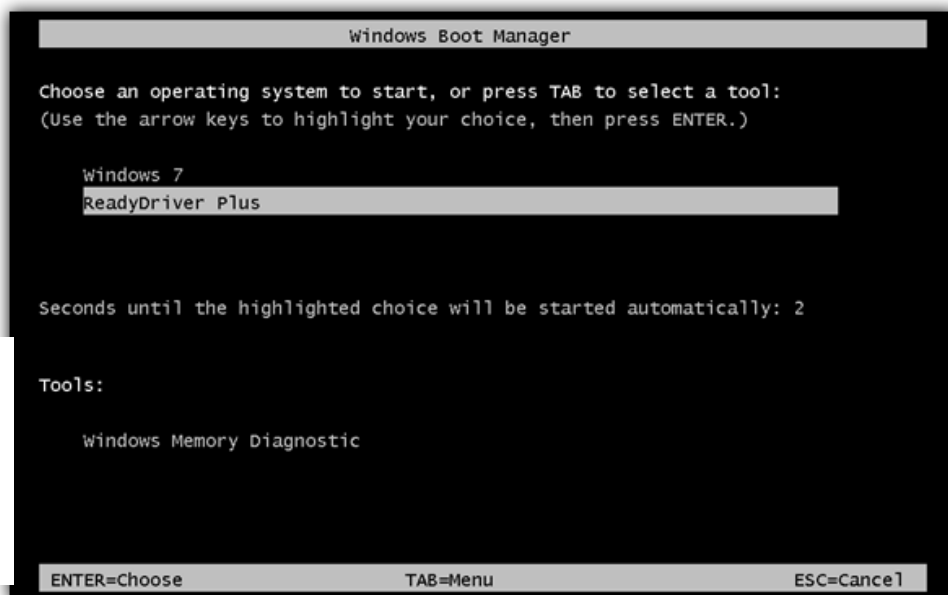 Windows Boot Manager
Choose an operating system to start, or press TAB to select a tool:
(Use the arrow keys to highlight your choice, then press ENTER.)
Windows 7
ReadyDriver Plus
Seconds until the highlighted choice will be started automatically: 2
Tools:
Windows Memory Diagnostic
ENTER=Choose TAB=Menu ESC=Cancel